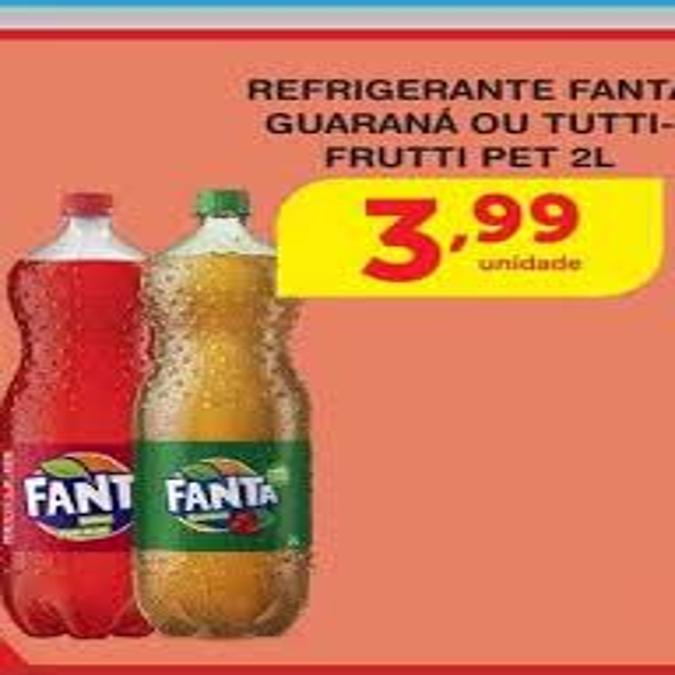 REFRIGERANTE FANTA
GUARANÁ OU TUTTI-
FRUTTI PET 2L
3,99
unidade
FANT
FANTA